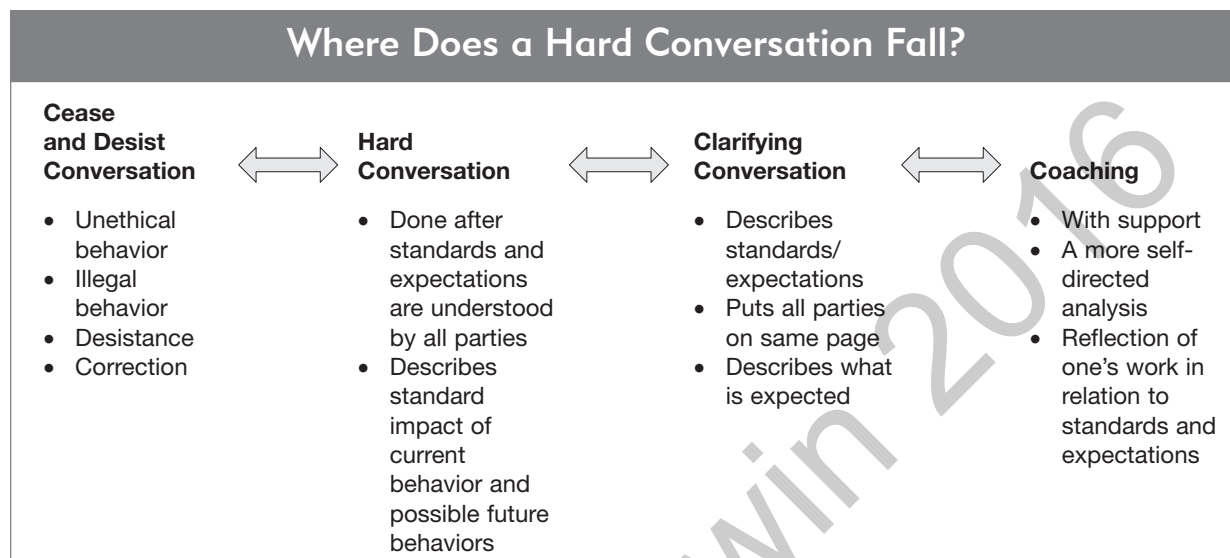 Where Does a Hard Conversation Fall?
Cease
and Desist
Conversation
• Unethical
behavior
• Illegal
behavior
• Desistance
• Correction
Hard
Conversation
• Done after
standards and
expectations
are understood
by all parties
• Describes
standard
impact of
current
behavior and
possible future
behaviors
Clarifying
Conversation
• Describes
standards/
expectations
• Puts all parties
on same page
• Describes what
is expected
Coaching
• With support
• A more self-
directed
analysis
• Reflection of
one's work in
relation to
standards and
expectations
win 2016